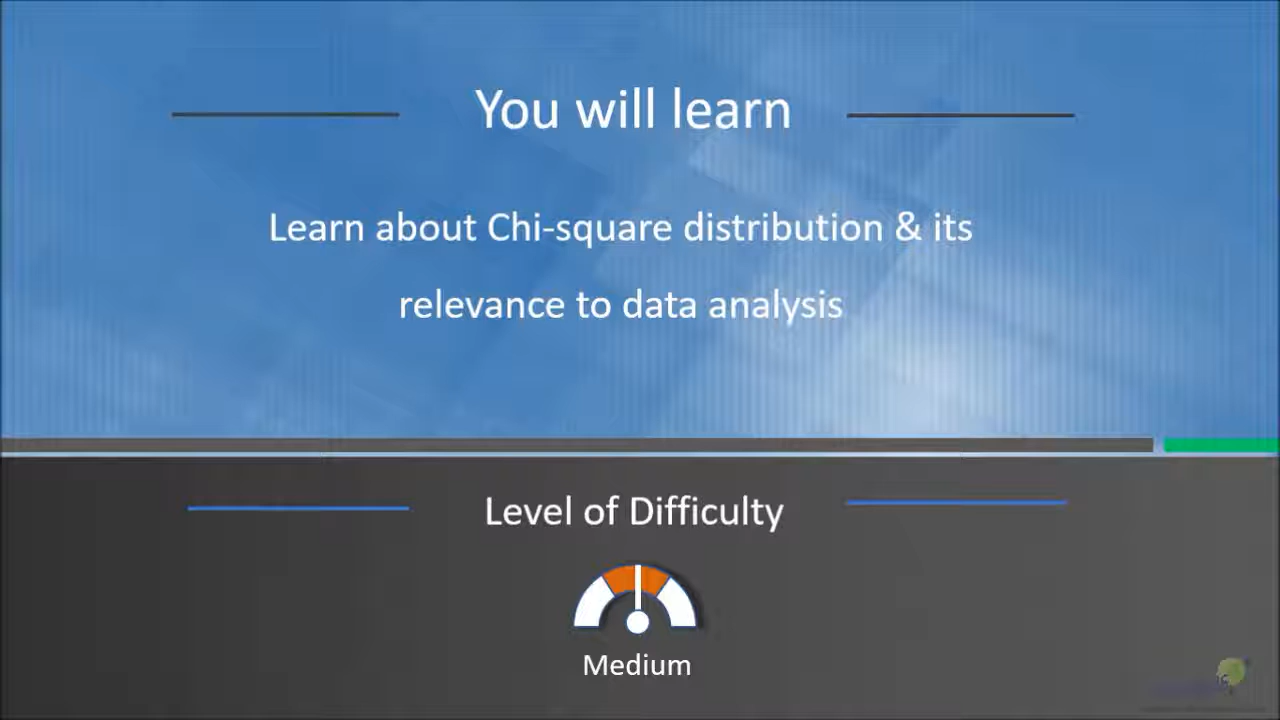 You will learn
Learn about Chi-square distribution & its
relevance to data analysis
Level of Difficulty
Medium